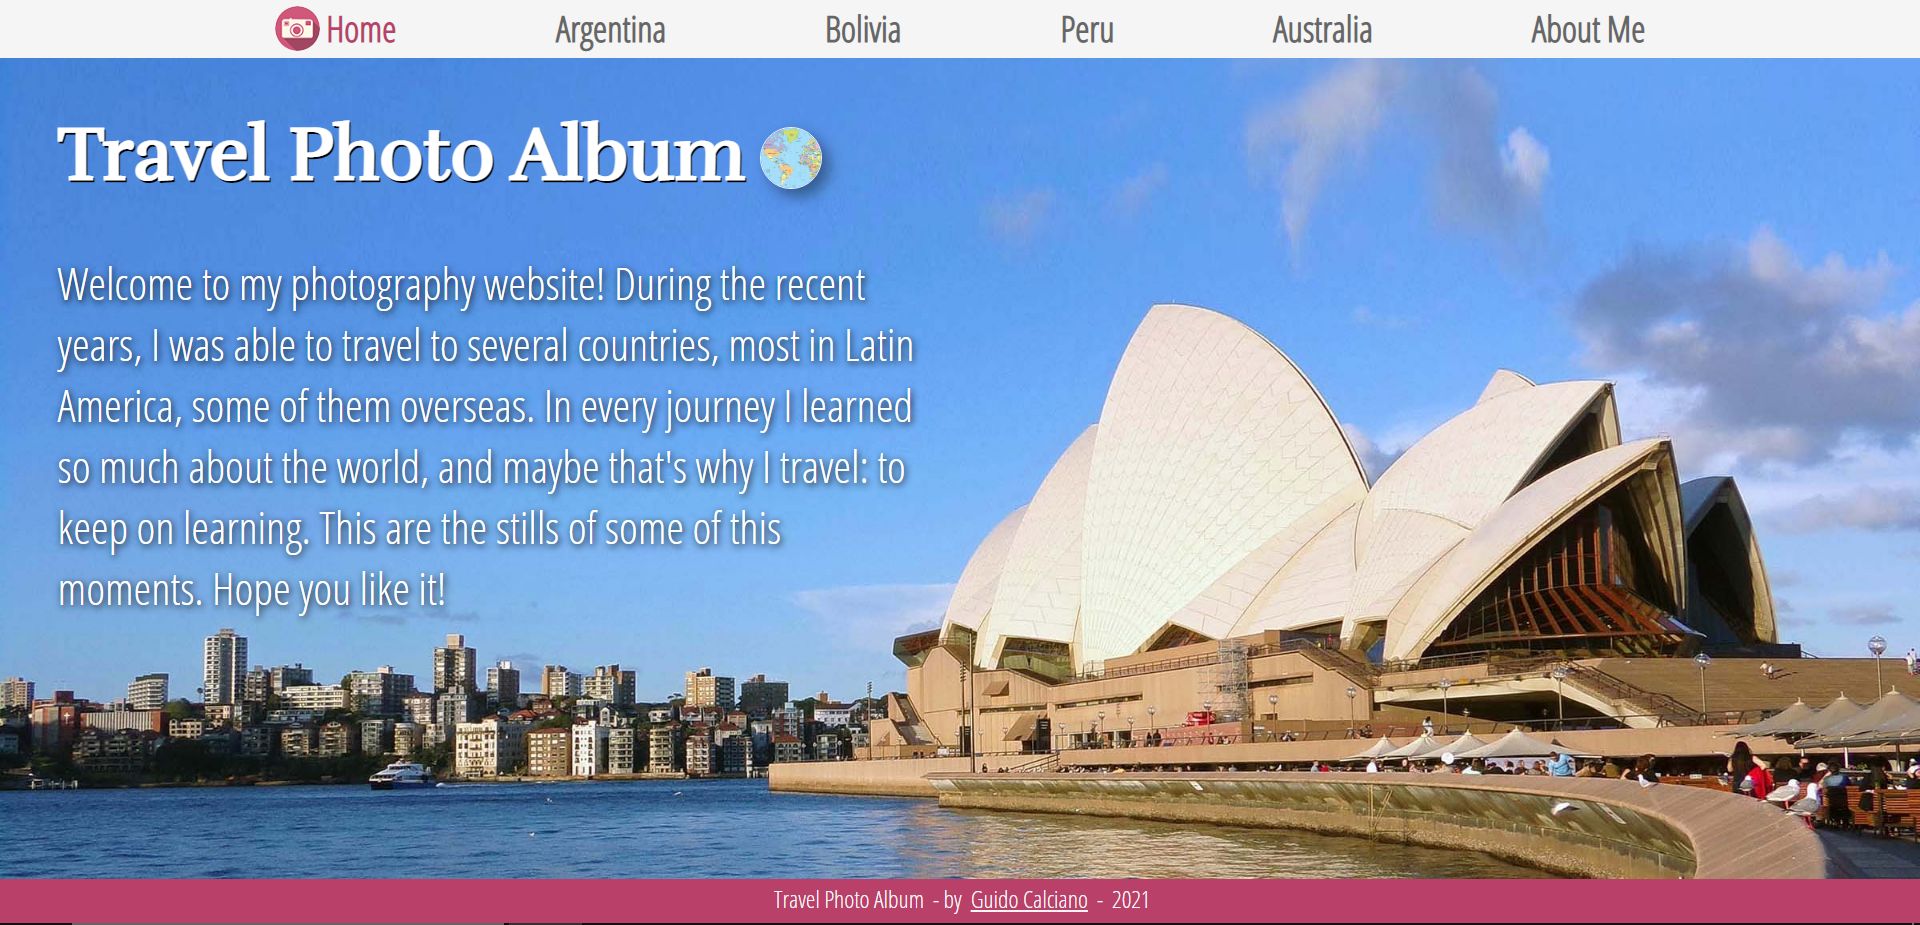 Home Argentina Bolivia Peru Australia About Me
Travel Photo Album
Welcome to my photography website! During the recent
years, I was able to travel to several countries, most in Latin
America, some of them overseas. In every journey I learned
so much about the world, and maybe that's why I travel: to
keep on learning. This are the stills of some of this
moments. Hope you like it!
Travel Photo Album - by Guido Calciano - 2021